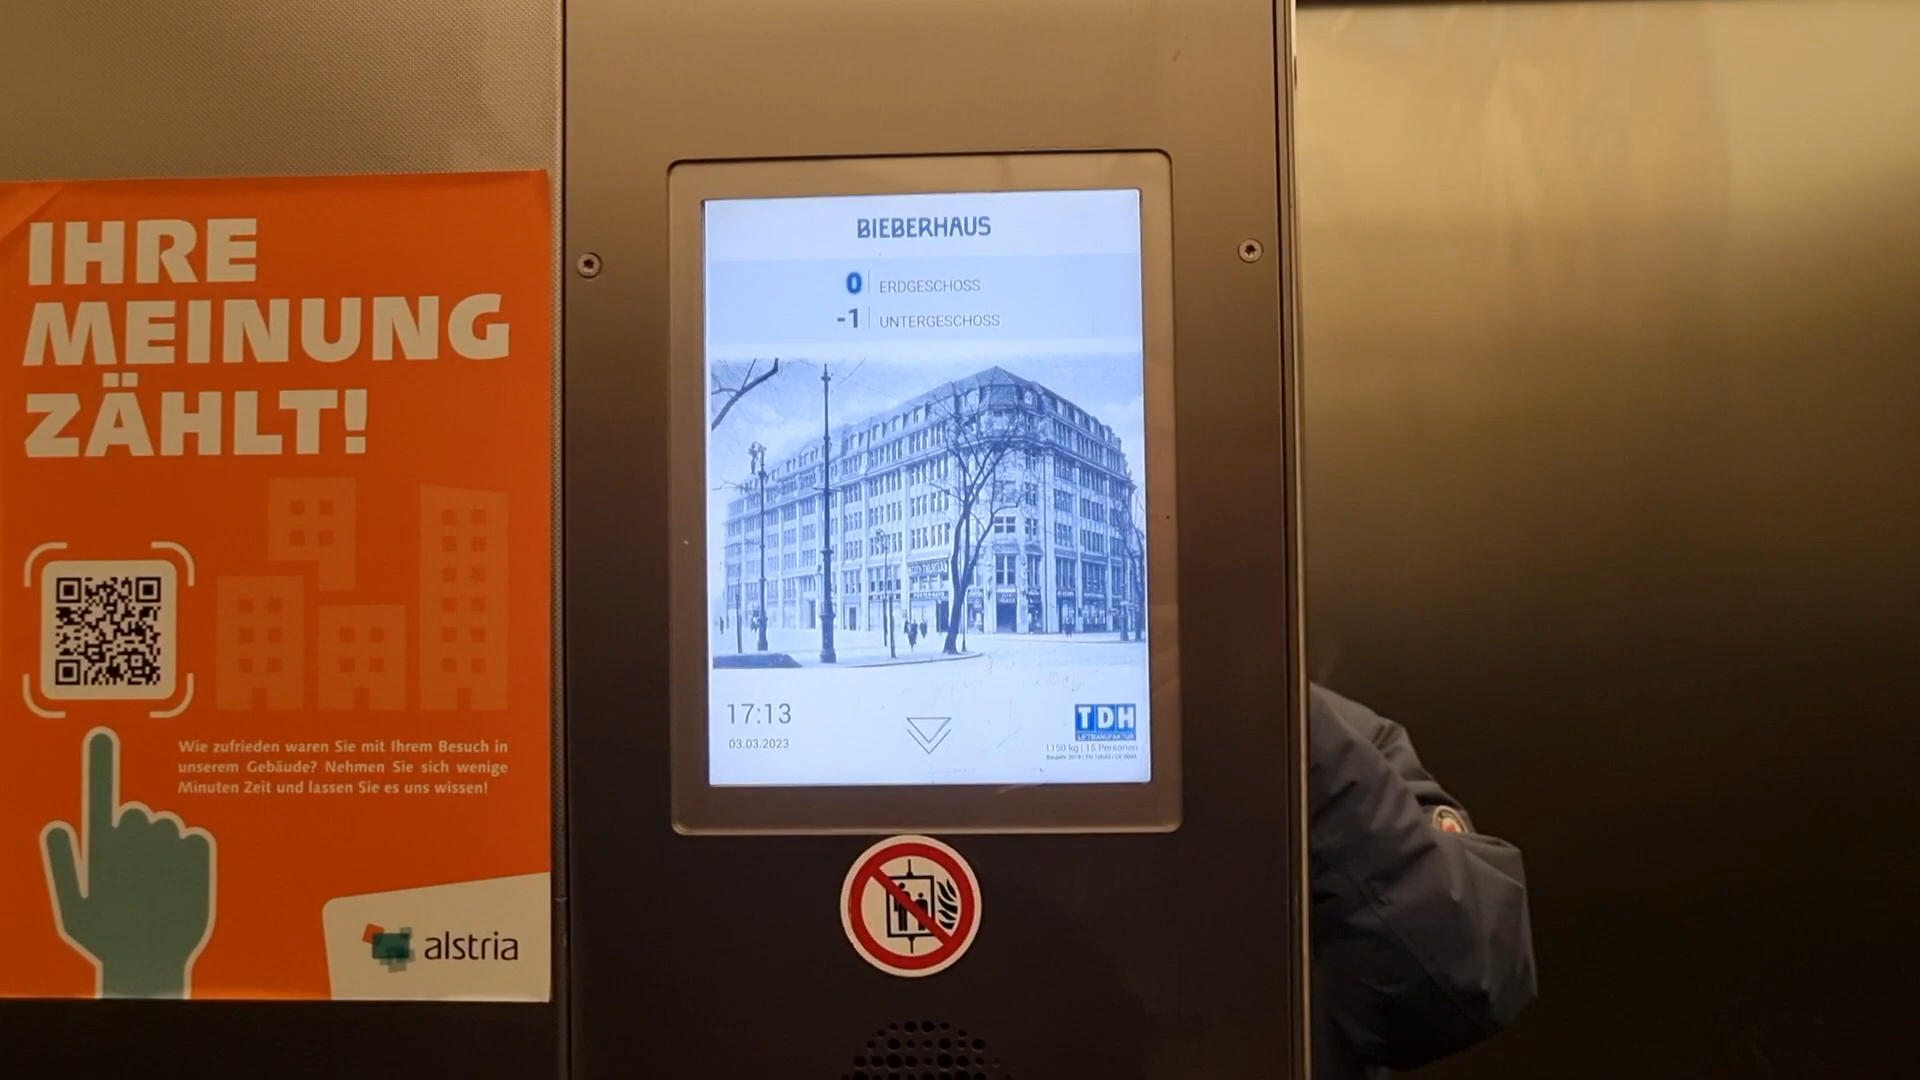 IHRE
MEINUNG
ZÄHLT!
Wie zufrieden waren Sie mit Ihrem Besuch in
unserem Gebäude? Nehmen Sie sich wenige
Minuten Zeit und lassen Sie es uns wissen!
alstria
BIEBERHAUS
0 ERDGESCHOSS
-1 UNTERGESCHOSS
17:13
03.03.2023
TDH
LIFTMANUFAKTUR
1150 kg | 15 Personen